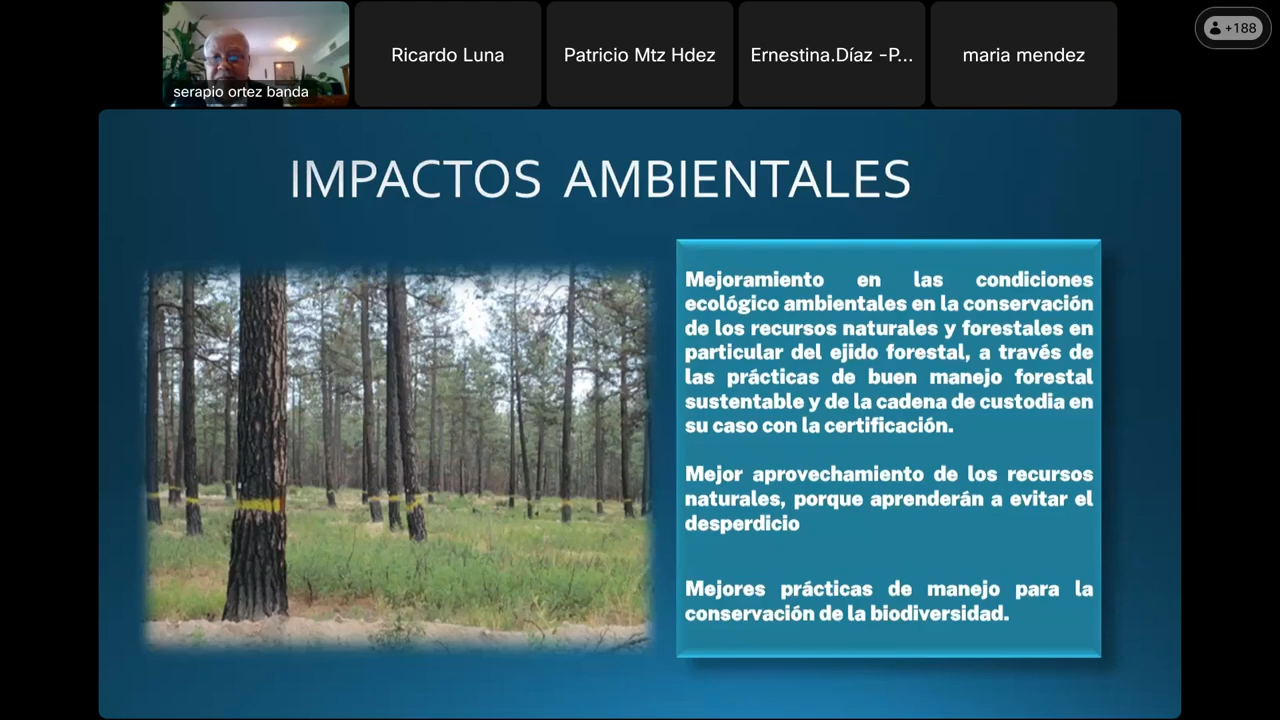 +188
serapio ortez banda
Ricardo Luna
Patricio Mtz Hdez
Ernestina.Díaz -P...
maria mendez
IMPACTOS AMBIENTALES
Mejoramiento en las condiciones
ecológico ambientales en la conservación
de los recursos naturales y forestales en
particular del ejido forestal, a través de
las prácticas de buen manejo forestal
sustentable y de la cadena de custodia en
su caso con la certificación.
Mejor aprovechamiento de los recursos
naturales, porque aprenderán a evitar el
desperdicio
Mejores prácticas de manejo para la
conservación de la biodiversidad.